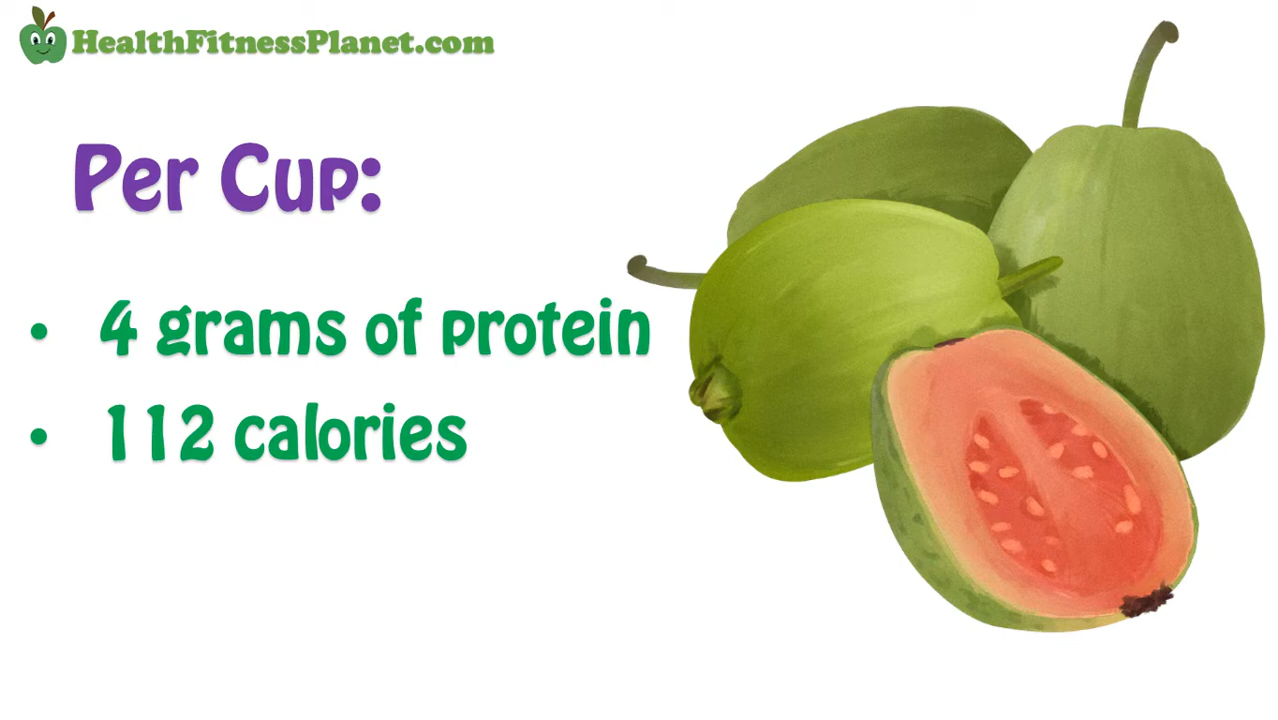 HealthFitnessPlanet.com
Per Cup:
• 4 grams of protein
• 112 calories